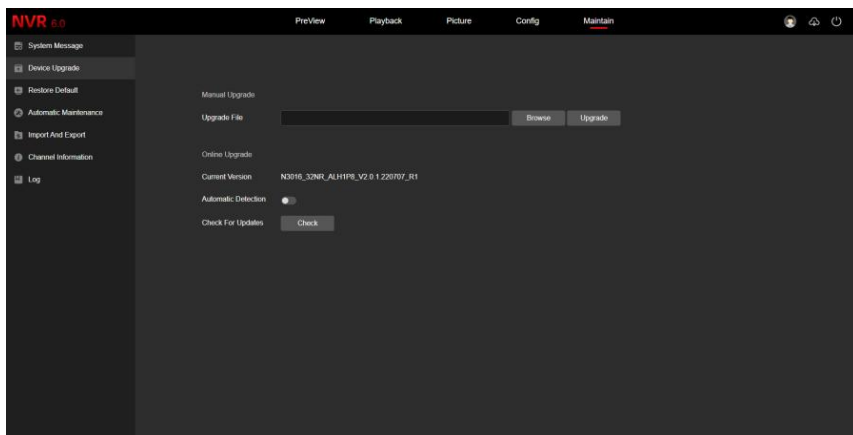 NVR 6.0 PreView Playback Picture Config Maintain
System Message
Device Upgrade
Restore Default
Automatic Maintenance
Import And Export
Channel Information
Log
Manual Upgrade
Upgrade File Browse Upgrade
Online Upgrade
Current Version N3016_32NR_ALH1P8_V2.0.1.220707_R1
Automatic Detection
Check For Updates Check